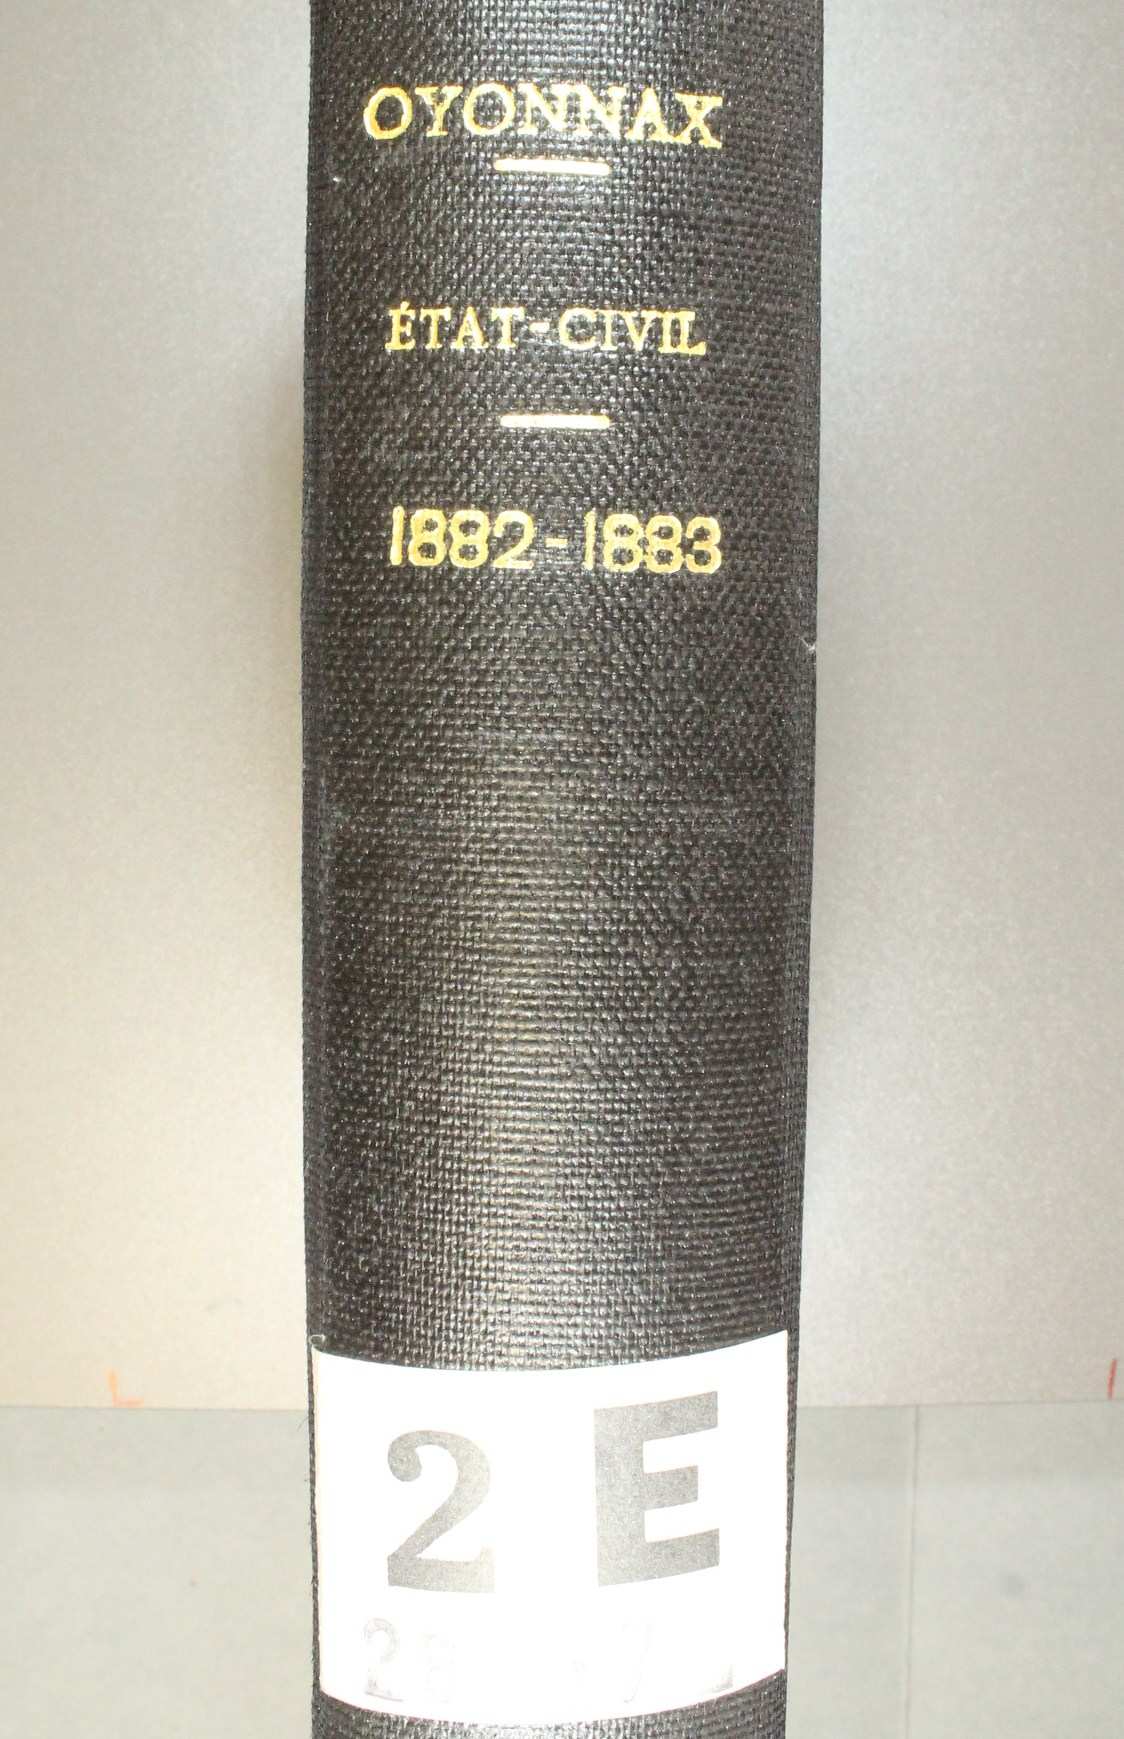 OYONNAX
ÉTAT-CIVIL
1882-1883
2 E